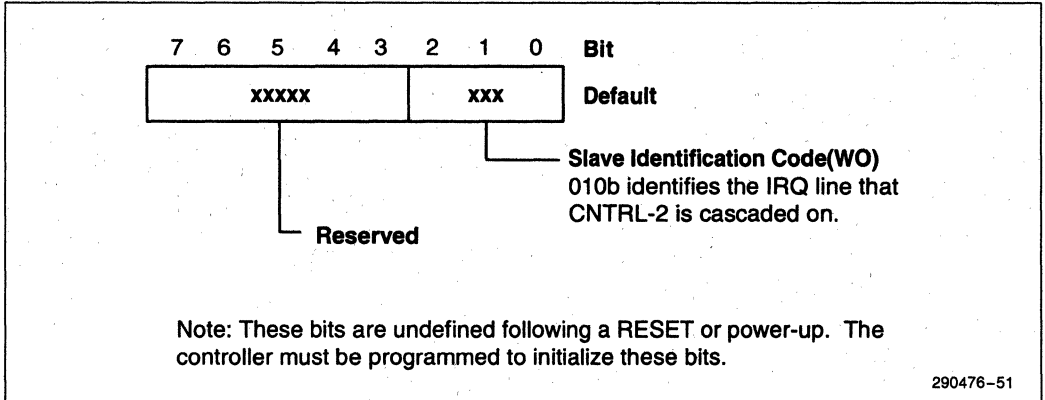 7 6 5 4 3 2 1 0 Bit
xxxxx xxx Default
Slave Identification Code(WO)
010b identifies the IRQ line that
CNTRL-2 is cascaded on.
Reserved
Note: These bits are undefined following a RESET or power-up. The
controller must be programmed to initialize these bits.
290476-51